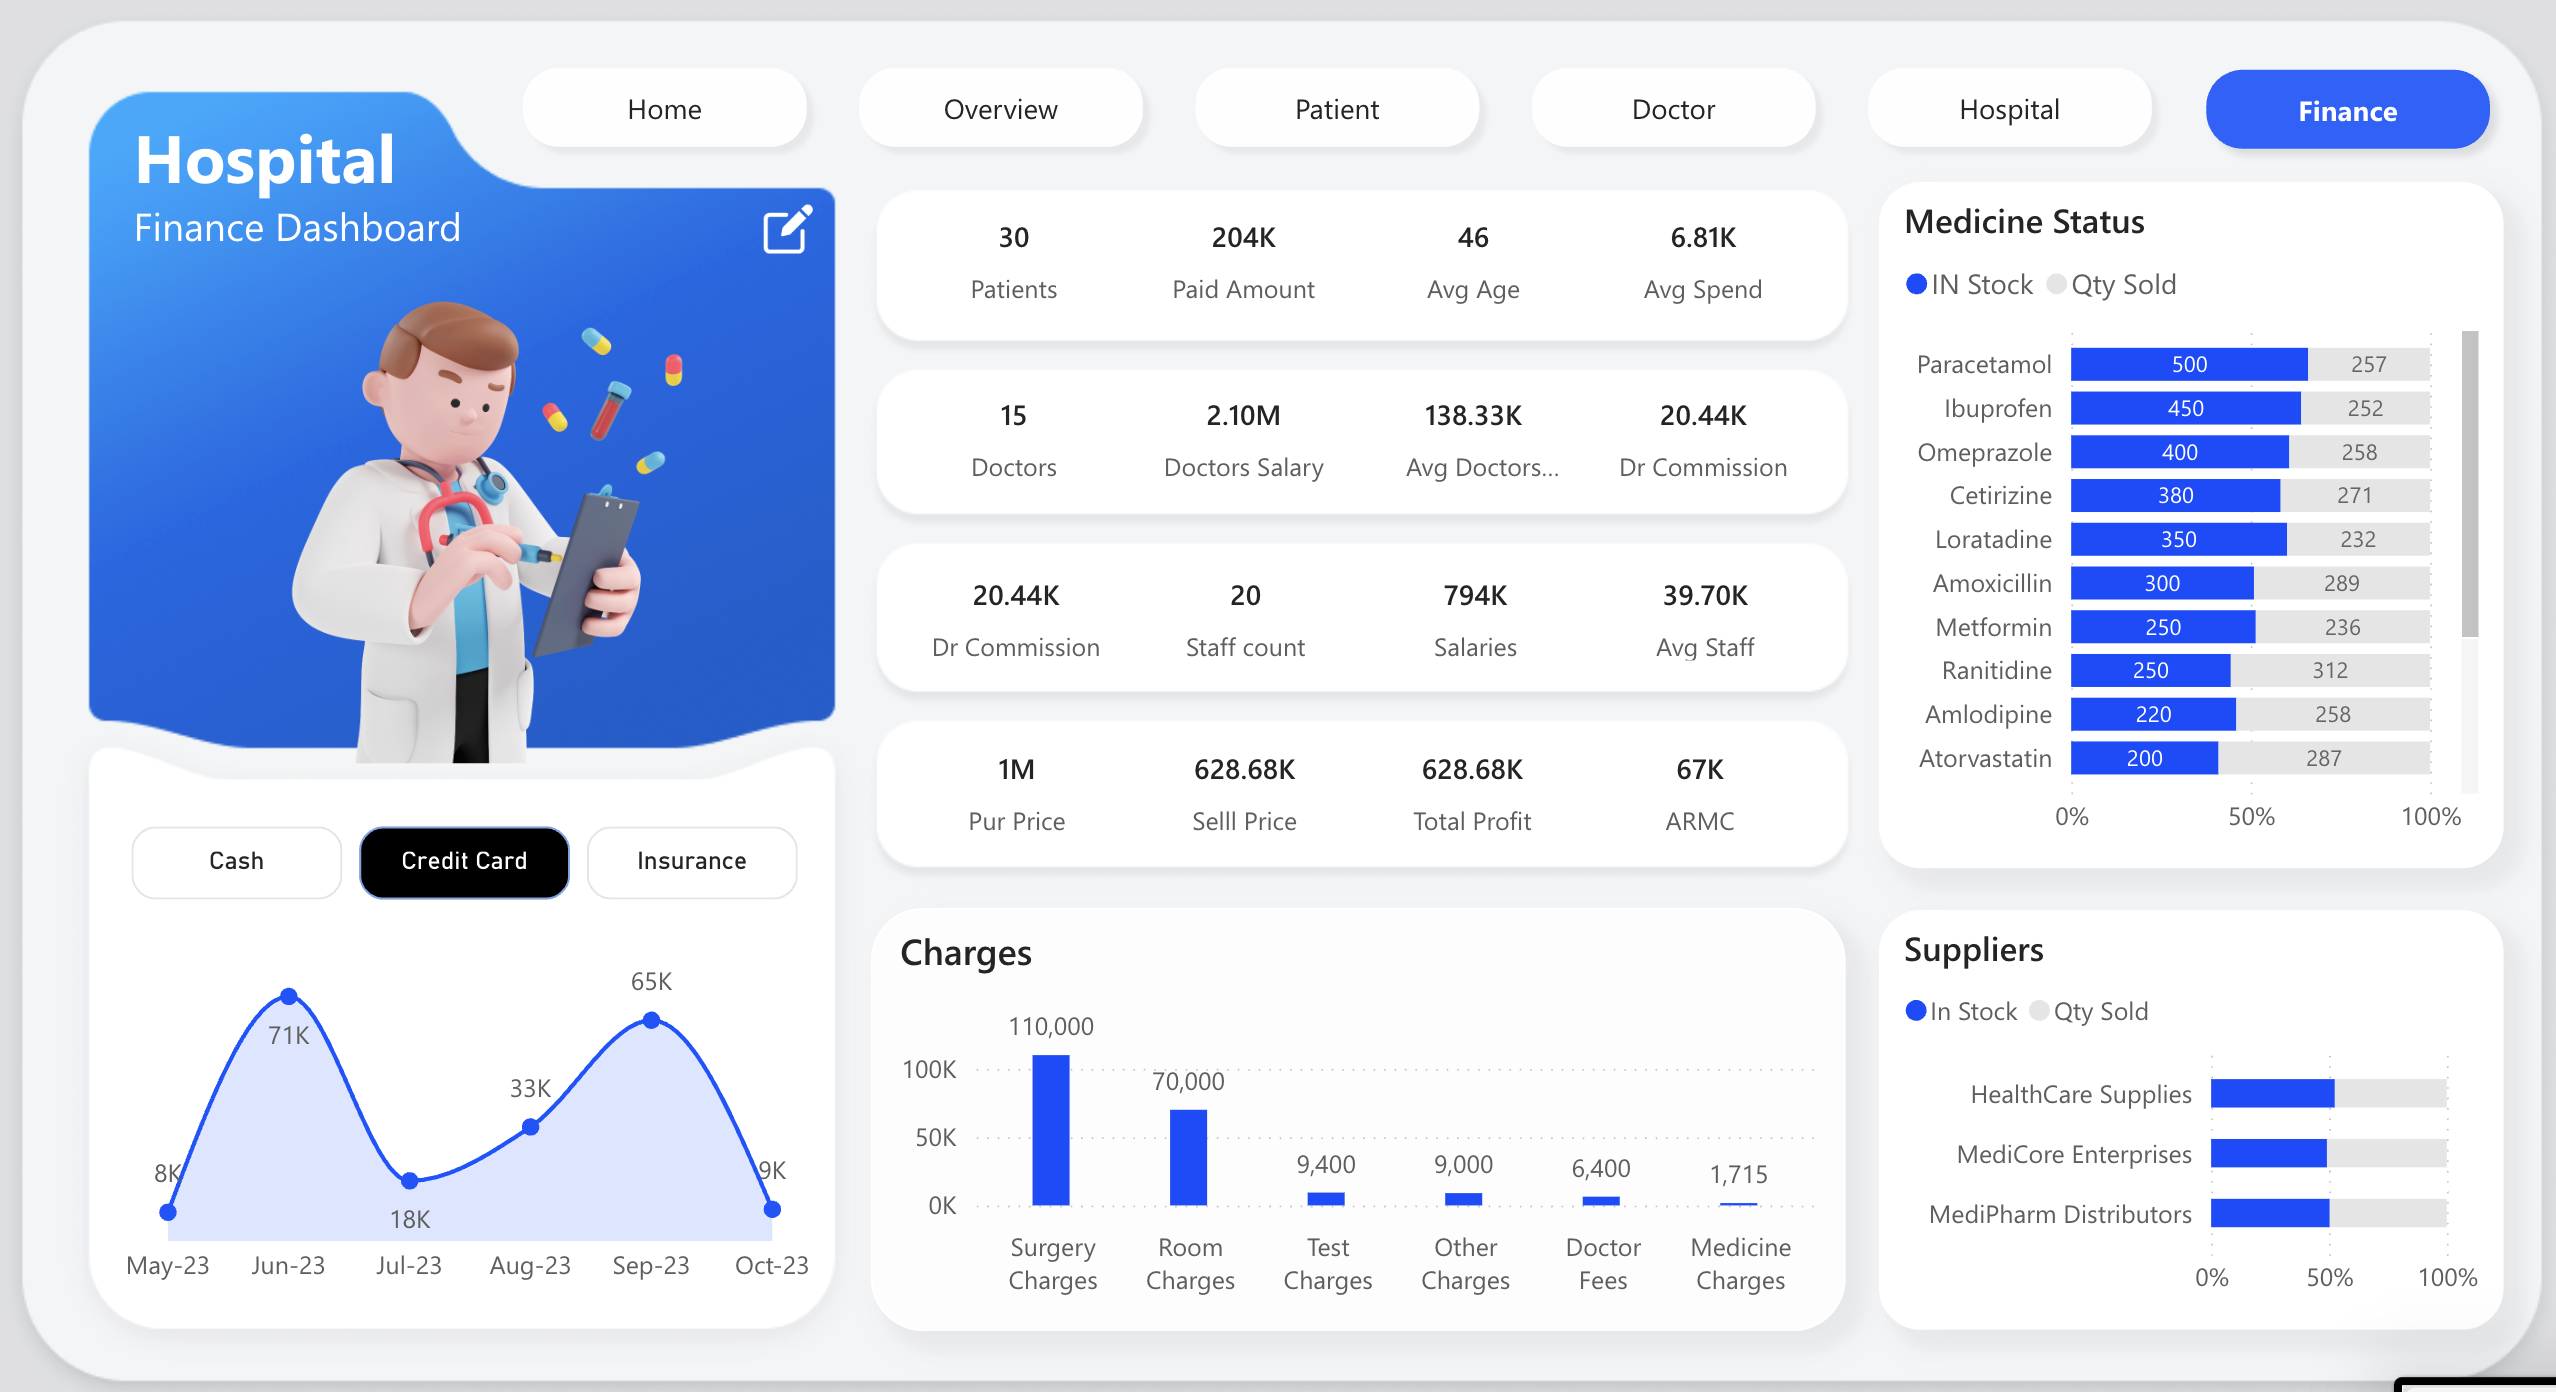 Home
Overview
Patient
Doctor
Hospital
Finance
Hospital
Finance Dashboard
30
204K
46
6.81K
Patients
Paid Amount
Avg Age
Avg Spend
15
2.10M
138.33K
20.44K
Doctors
Doctors Salary
Avg Doctors...
Dr Commission
20.44K
20
794K
39.70K
Dr Commission
Staff count
Salaries
Avg Staff
1M
628.68K
628.68K
67K
Pur Price
Selll Price
Total Profit
ARMC
Medicine Status
IN Stock
Qty Sold
Paracetamol 500 257
Ibuprofen 450 252
Omeprazole 400 258
Cetirizine 380 271
Loratadine 350 232
Amoxicillin 300 289
Metformin 250 236
Ranitidine 250 312
Amlodipine 220 258
Atorvastatin 200 287
0% 50% 100%
Cash
Credit Card
Insurance
65K
71K
33K
8K
9K
18K
May-23 Jun-23 Jul-23 Aug-23 Sep-23 Oct-23
Charges
110,000
100K
70,000
50K
9,400
9,000
6,400
1,715
0K
Surgery
Charges
Room
Charges
Test
Charges
Other
Charges
Doctor
Fees
Medicine
Charges
Suppliers
In Stock
Qty Sold
HealthCare Supplies
MediCore Enterprises
MediPharm Distributors
0% 50% 100%